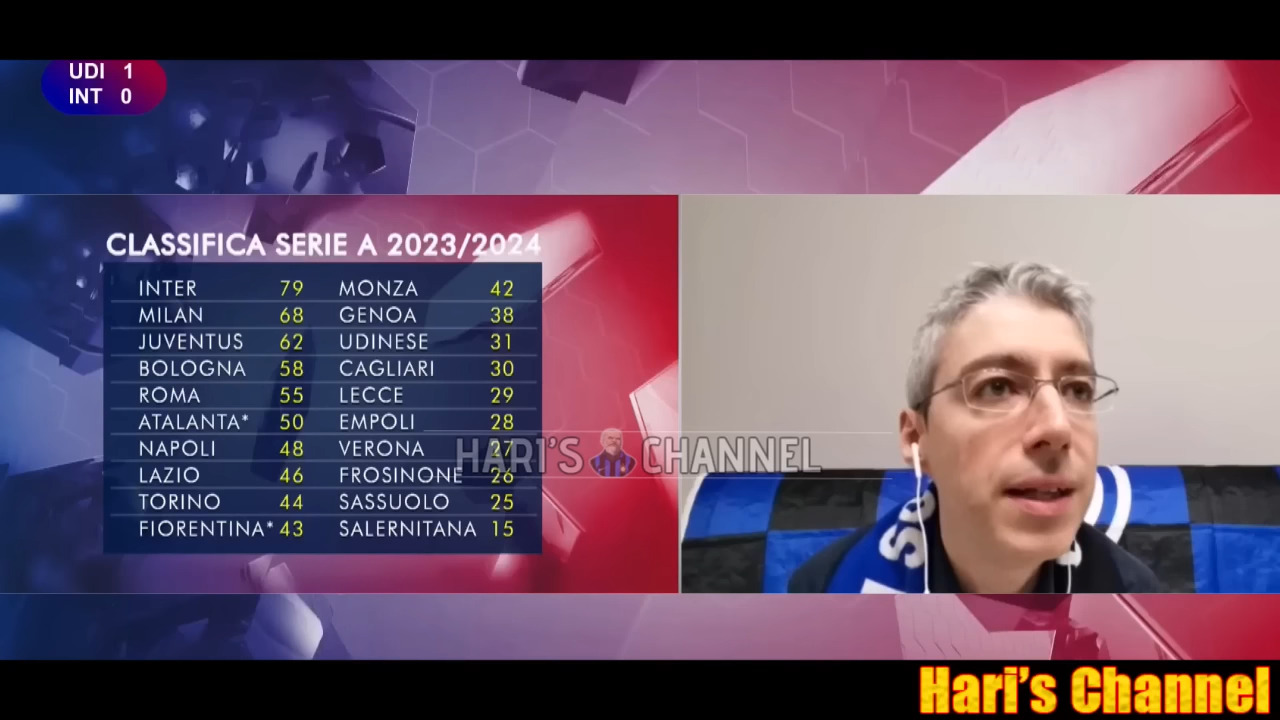 UDI 1
INT 0
CLASSIFICA SERIE A 2023/2024
INTER 79 MONZA 42
MILAN 68 GENOA 38
JUVENTUS 62 UDINESE 31
BOLOGNA 58 CAGLIARI 30
ROMA 55 LECCE 29
ATALANTA* 50 EMPOLI 28
NAPOLI 48 VERONA 27
LAZIO 46 FROSINONE 26
TORINO 44 SASSUOLO 25
FIORENTINA* 43 SALERNITANA 15
HARI'S CHANNEL
Hari's Channel